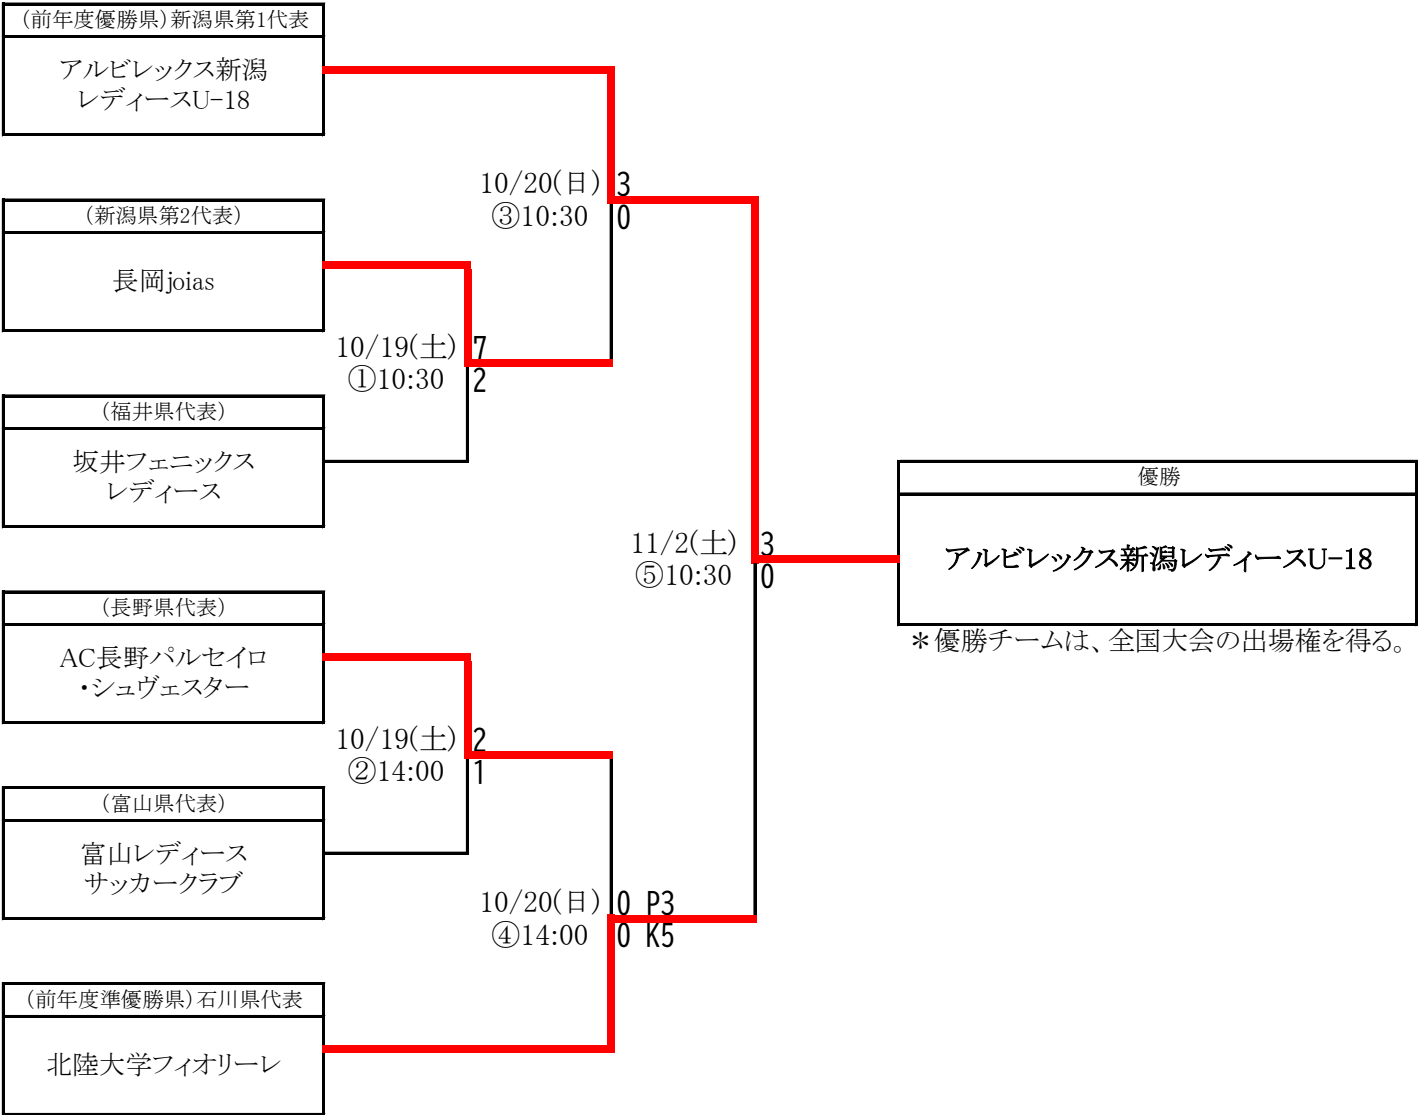 (前年度優勝県)新潟県第1代表
アルビレックス新潟
レディースU-18
10/20(日) 3
③10:30 0
(新潟県第2代表)
長岡joias
10/19(土) 7
①10:30 2
(福井県代表)
坂井フェニックス
レディース
優勝
アルビレックス新潟レディースU-18
11/2(土) 3
⑤10:30 0
＊優勝チームは、全国大会の出場権を得る。
(長野県代表)
AC長野パルセイロ
・シュヴェスター
10/19(土) 2
②14:00 1
(富山県代表)
富山レディース
サッカークラブ
10/20(日) 0 P3
④14:00 0 K5
(前年度準優勝県)石川県代表
北陸大学フィオリーレ